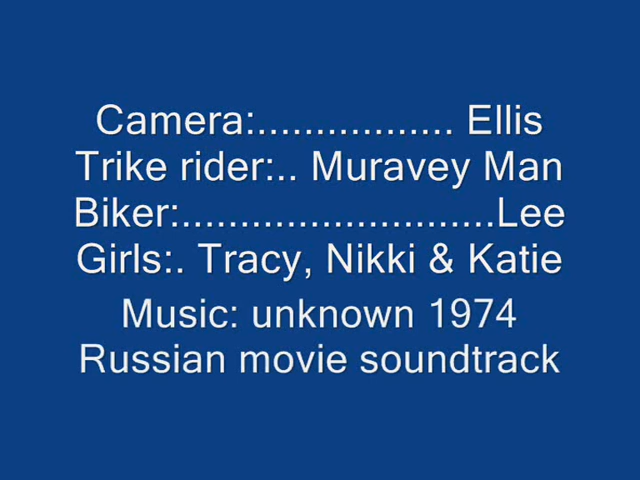 Camera:................. Ellis
Trike rider:.. Muravey Man
Biker:...........................Lee
Girls:. Tracy, Nikki & Katie
Music: unknown 1974
Russian movie soundtrack